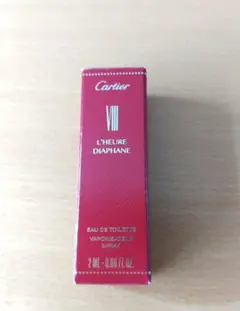 Cartier
VIII
L'HEURE
DIAPHANE
EAU DE TOILETTE
VAPORISATEUR
SPRAY
2 ML - 0.06 FL.OZ.